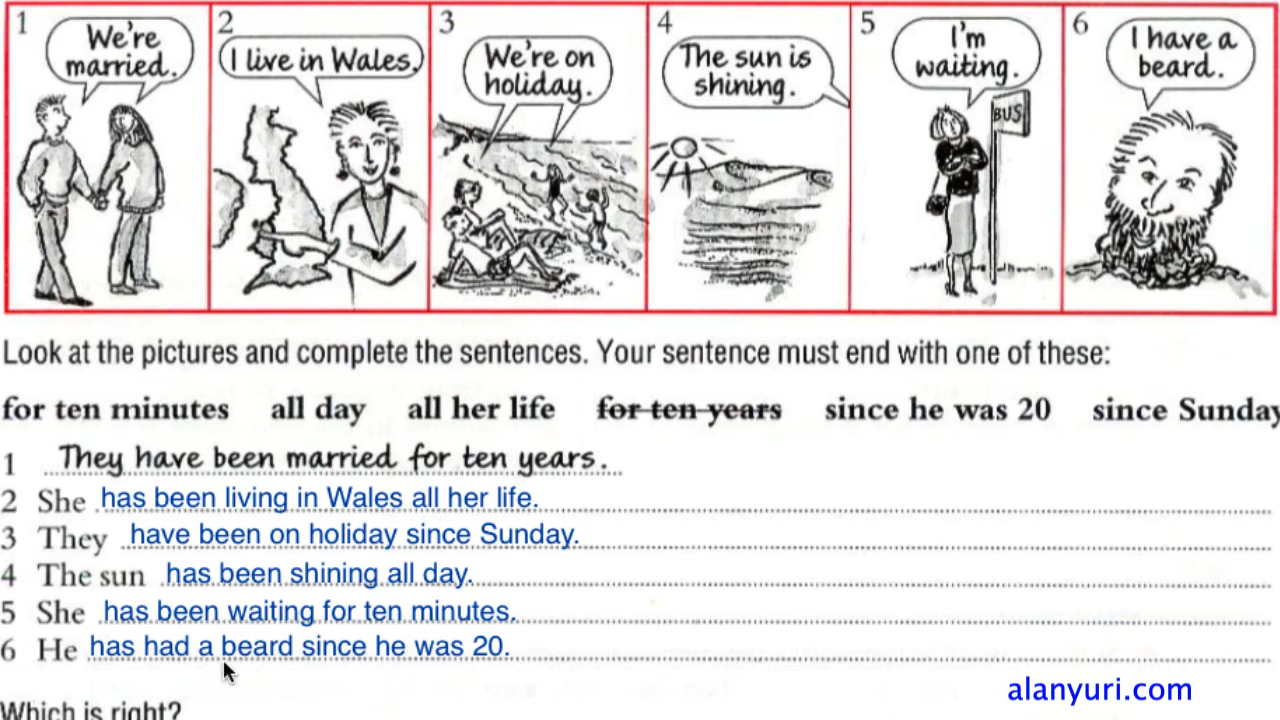 1
We're
married.
2
I live in Wales.
3
We're on
holiday.
4
The sun is
shining.
5
I'm
waiting.
BUS
6
I have a
beard.
Look at the pictures and complete the sentences. Your sentence must end with one of these:
for ten minutes all day all her life for ten years since he was 20 since Sunday
1 They have been married for ten years.
2 She has been living in Wales all her life.
3 They have been on holiday since Sunday.
4 The sun has been shining all day.
5 She has been waiting for ten minutes.
6 He has had a beard since he was 20.
alanyuri.com
Which is right?